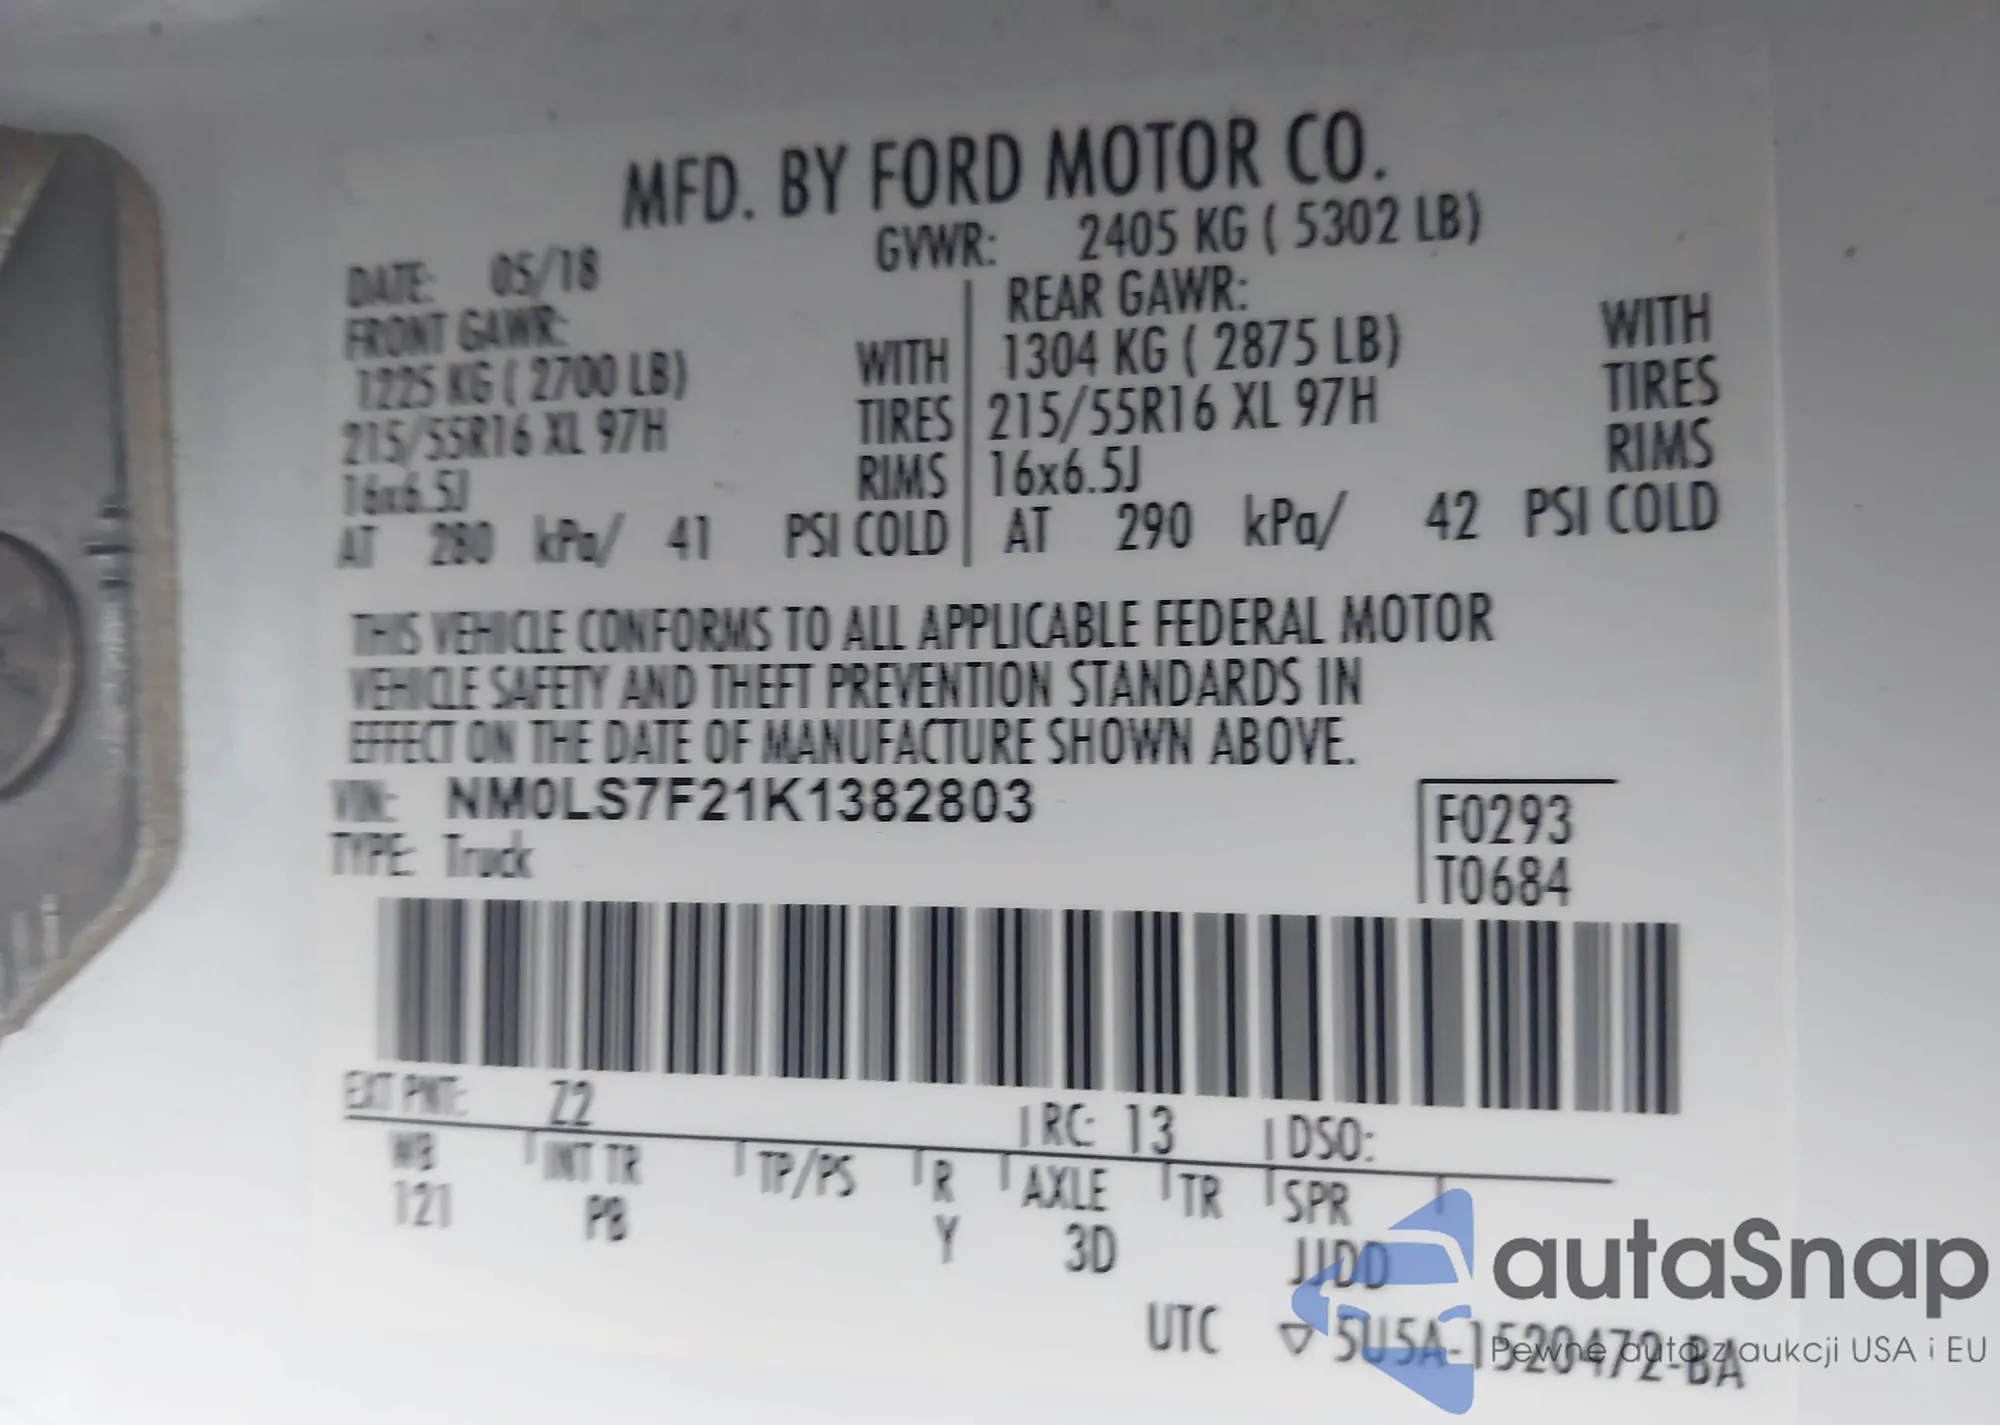 MFD. BY FORD MOTOR CO.
DATE: 05/18 GVWR: 2405 KG ( 5302 LB)
FRONT GAWR: REAR GAWR:
1225 KG ( 2700 LB) WITH 1304 KG ( 2875 LB) WITH
215/55R16 XL 97H TIRES 215/55R16 XL 97H TIRES
16x6.5J RIMS 16x6.5J RIMS
AT 280 kPa/ 41 PSI COLD AT 290 kPa/ 42 PSI COLD
THIS VEHICLE CONFORMS TO ALL APPLICABLE FEDERAL MOTOR
VEHICLE SAFETY AND THEFT PREVENTION STANDARDS IN
EFFECT ON THE DATE OF MANUFACTURE SHOWN ABOVE.
VIN: NM0LS7F21K1382803 F0293
TYPE: Truck T0684
EXT PNT: Z2 RC: 13 DSO:
WB INT TR TP/PS R AXLE TR SPR
121 PB Y 3D JJDD
UTC ▽ 5U5A-1520472-BA
autaSnap
Pewne auta z aukcji USA i EU